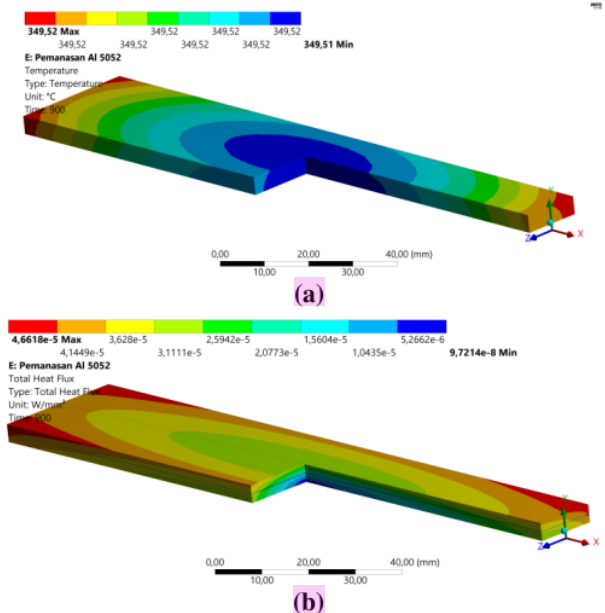 349,52 Max 349,52 349,52 349,52
349,52 349,52 349,52 349,52 349,51 Min
E: Pemanasan Al 5052
Temperature
Type: Temperature
Unit: °C
Time: 900
Y
Z X
0,00 20,00 40,00 (mm)
10,00 30,00
(a)
4,6618e-5 Max 3,628e-5 2,5942e-5 1,5604e-5 5,2662e-6
4,1449e-5 3,1111e-5 2,0773e-5 1,0435e-5 9,7214e-8 Min
E: Pemanasan Al 5052
Total Heat Flux
Type: Total Heat Flux
Unit: W/mm²
Time: 900
Y
Z X
0,00 20,00 40,00 (mm)
10,00 30,00
(b)